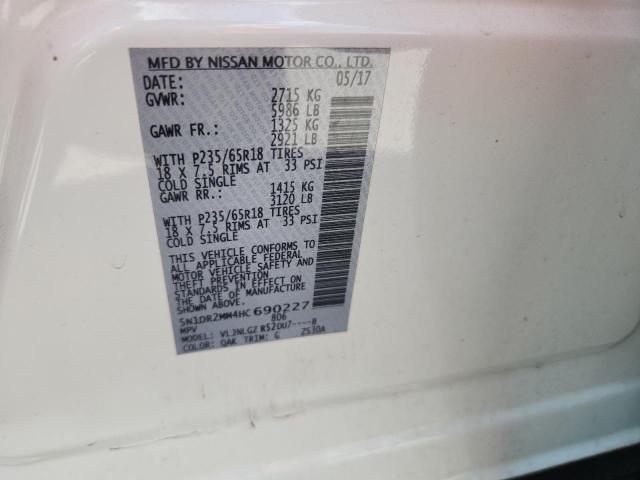 MFD BY NISSAN MOTOR CO., LTD.
DATE: 05/17
GVWR: 2715 KG
5986 LB
GAWR FR.: 1325 KG
2921 LB
WITH P235/65R18 TIRES
18 X 7.5 RIMS AT 33 PSI
COLD SINGLE
GAWR RR.: 1415 KG
3120 LB
WITH P235/65R18 TIRES
18 X 7.5 RIMS AT 33 PSI
COLD SINGLE
THIS VEHICLE CONFORMS TO
ALL APPLICABLE FEDERAL
MOTOR VEHICLE SAFETY AND
THEFT PREVENTION
STANDARDS IN EFFECT ON
THE DATE OF MANUFACTURE
SHOWN ABOVE.
5N1DR2MM4HC690227
MPV 806
MODEL: R52DU7----B
COLOR: QAK TRIM: G ZS30A